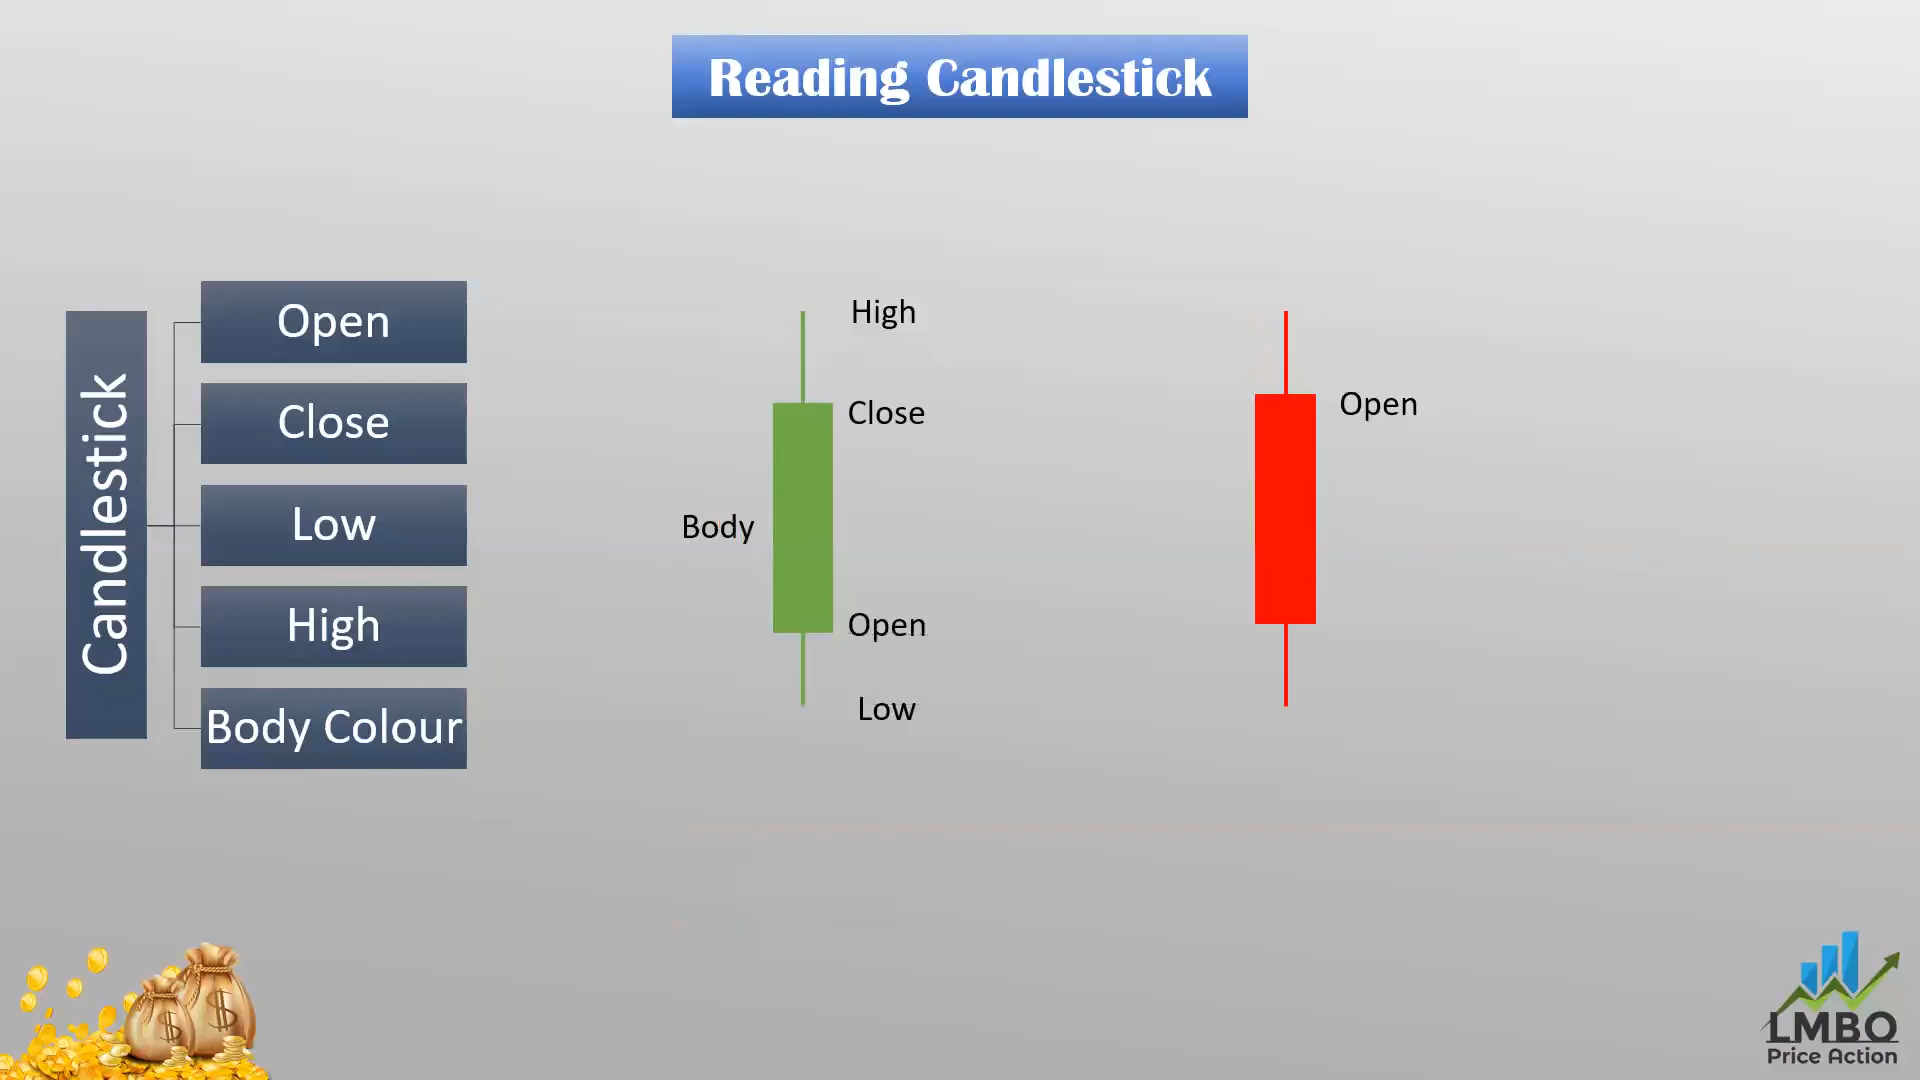 Reading Candlestick
Candlestick
Open
Close
Low
High
Body Colour
High
Close
Body
Open
Low
Open
$
$
LMBO
Price Action